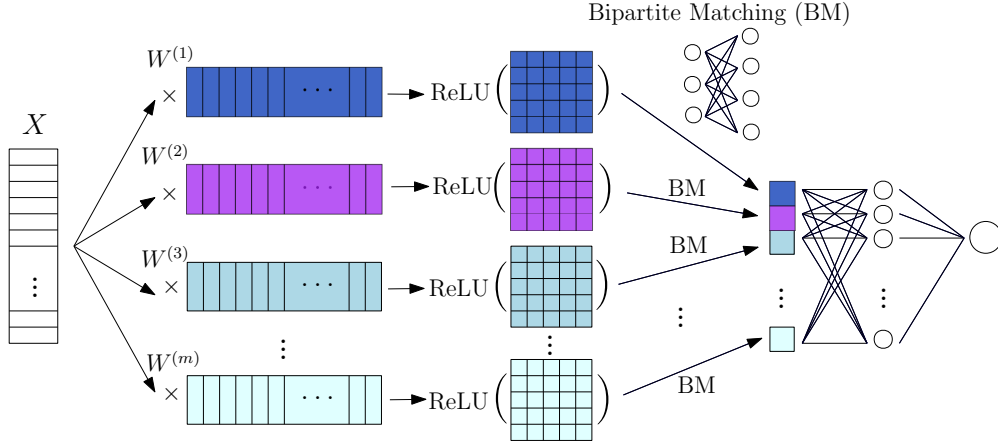 Bipartite Matching (BM)
W^{(1)}
× ··· ReLU ( )
X
W^{(2)}
× ··· ReLU ( ) BM
W^{(3)}
× ··· ReLU ( ) BM
⋮ ⋮ ⋮ ⋮ ⋮ ⋮
W^{(m)}
× ··· ReLU ( ) BM